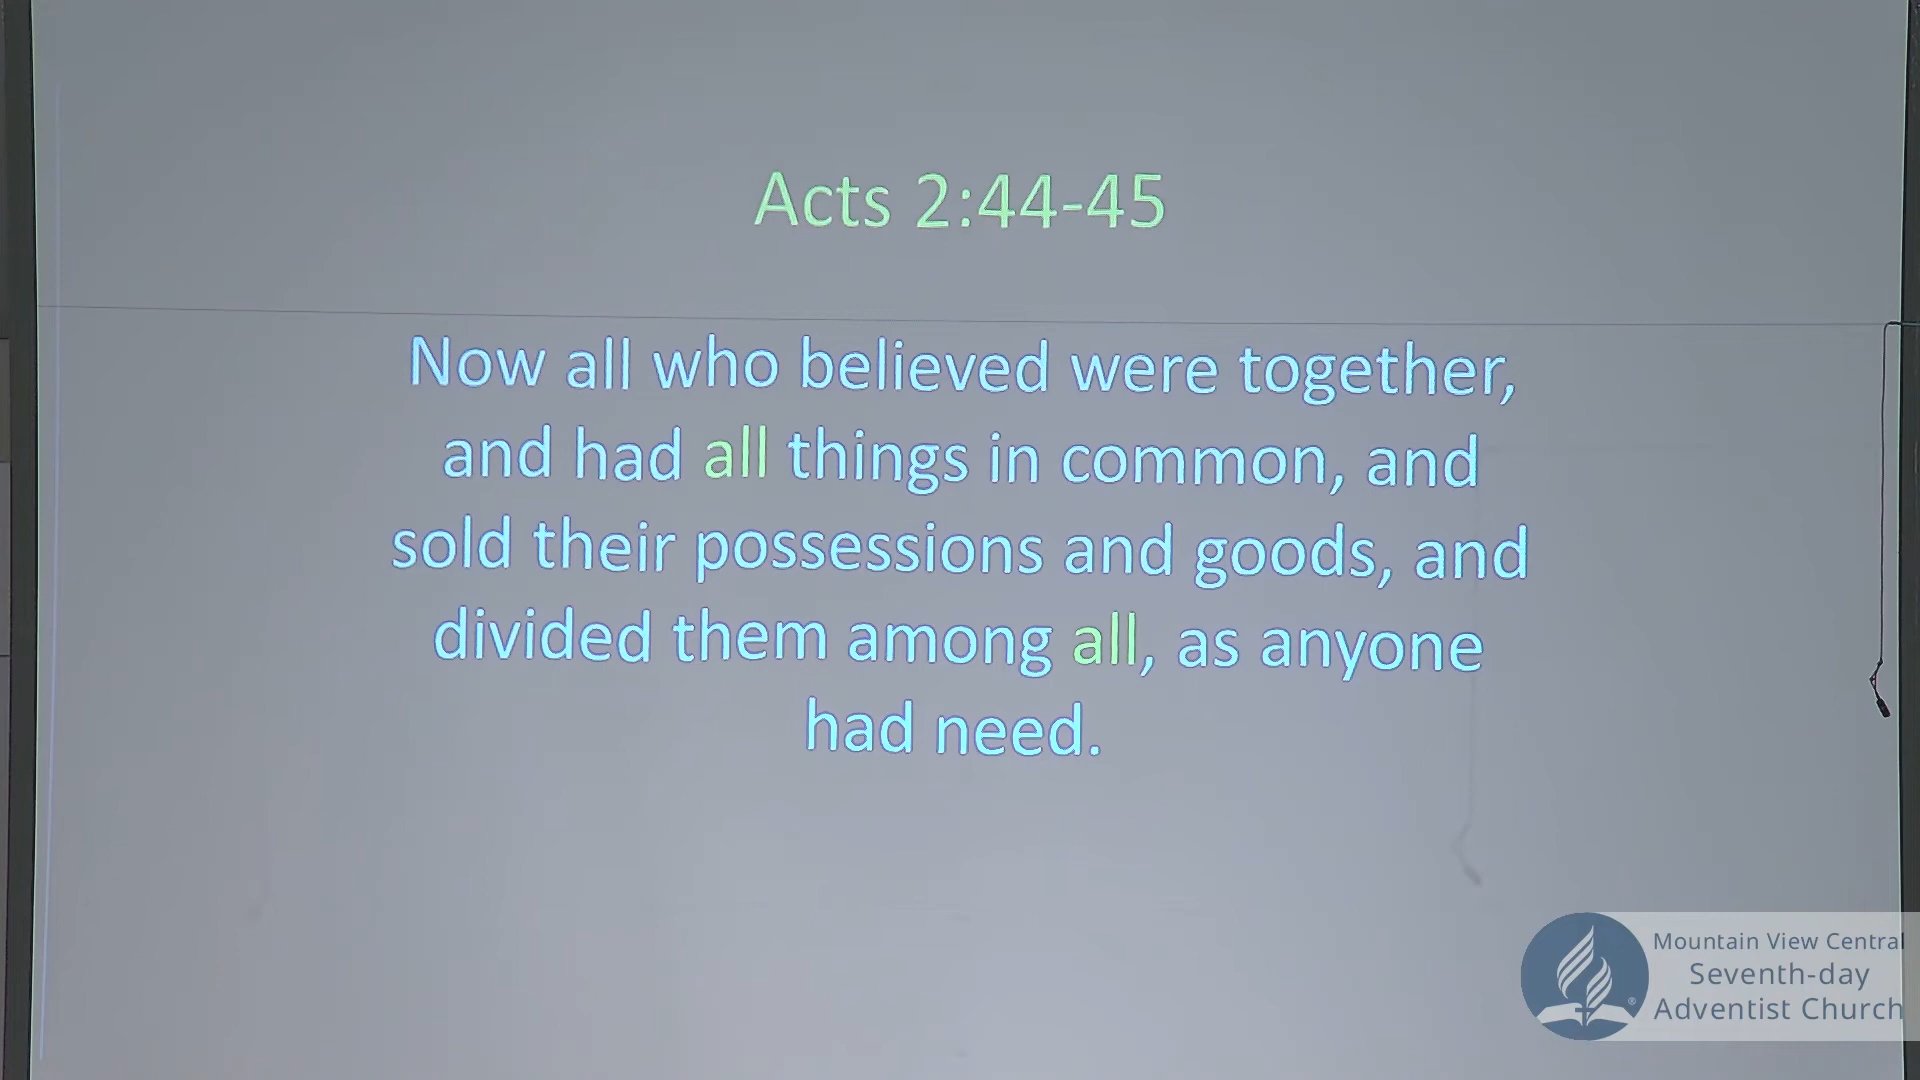 Acts 2:44-45
Now all who believed were together,
and had all things in common, and
sold their possessions and goods, and
divided them among all, as anyone
had need.
Mountain View Central
Seventh-day
Adventist Church
®